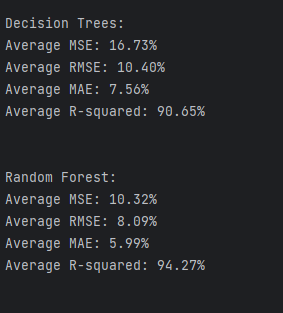 Decision Trees:
Average MSE: 16.73%
Average RMSE: 10.40%
Average MAE: 7.56%
Average R-squared: 90.65%
Random Forest:
Average MSE: 10.32%
Average RMSE: 8.09%
Average MAE: 5.99%
Average R-squared: 94.27%